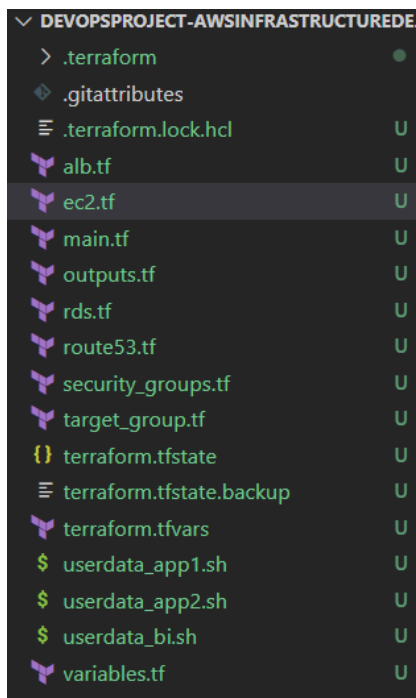 DEVOPSPROJECT-AWSINFRASTRUCTUREDE
.terraform
.gitattributes
.terraform.lock.hcl U
alb.tf U
ec2.tf U
main.tf U
outputs.tf U
rds.tf U
route53.tf U
security_groups.tf U
target_group.tf U
{} terraform.tfstate U
terraform.tfstate.backup U
terraform.tfvars U
$ userdata_app1.sh U
$ userdata_app2.sh U
$ userdata_bi.sh U
variables.tf U